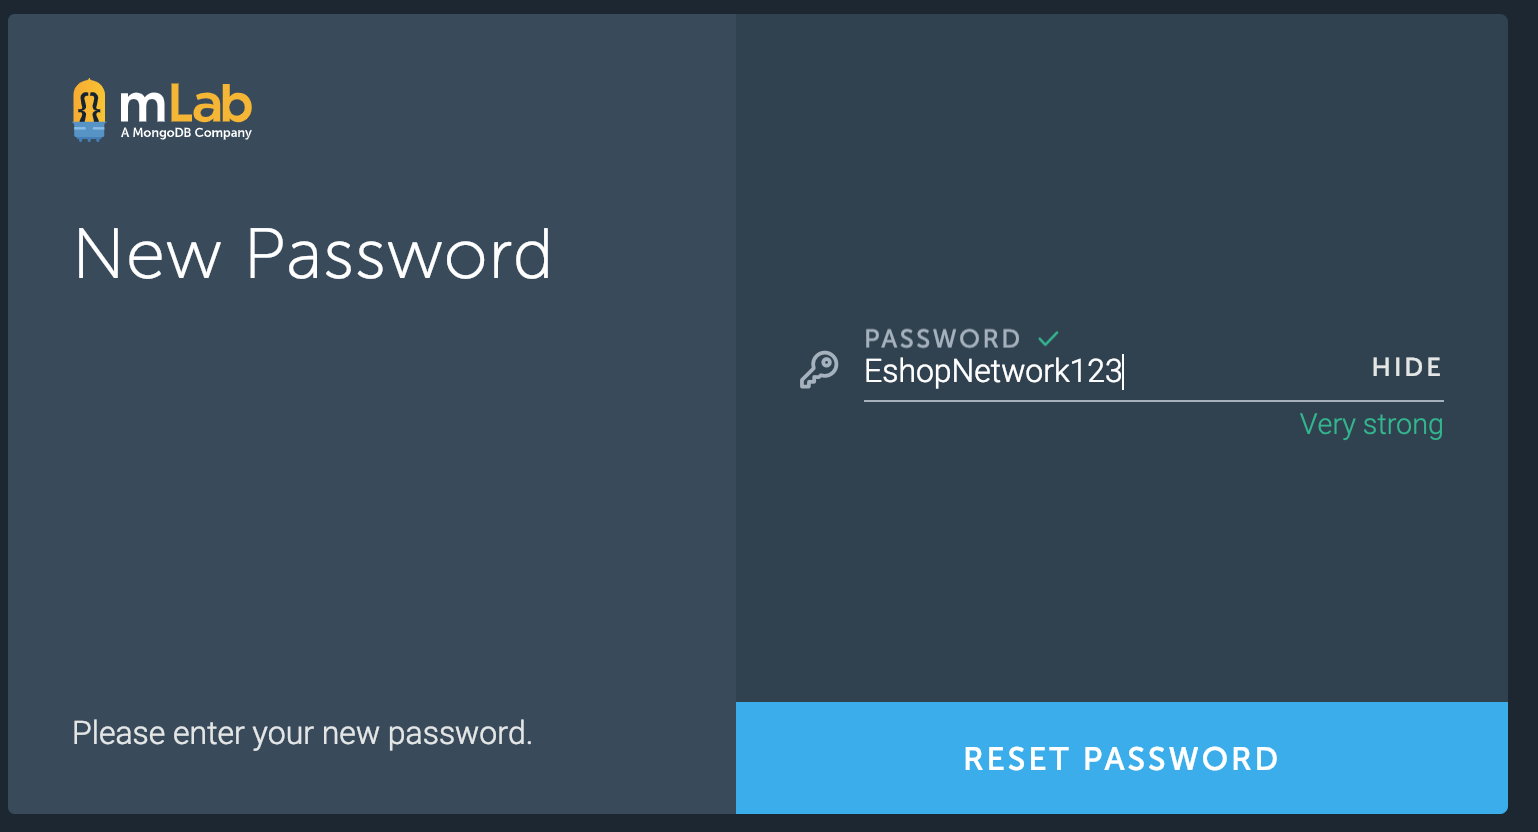 mLab
A MongoDB Company
New Password
Please enter your new password.
PASSWORD
EshopNetwork123
HIDE
Very strong
RESET PASSWORD